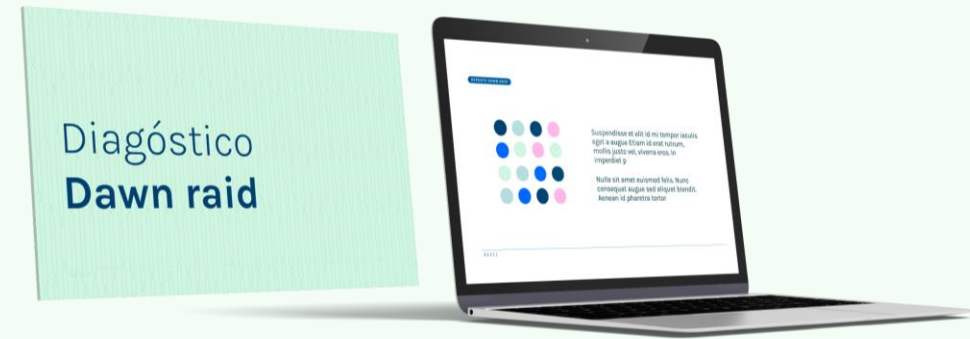 Diagóstico
Dawn raid
Suspendisse et elit id mi tempor iaculis
eget a augue Etiam id erat rutrum,
mollis justo vel, viverra eros. In
imperdiet p
Nulla sit amet euismod felis. Nunc
consequat augue sed aliquet blandit.
Aenean id pharetra tortor